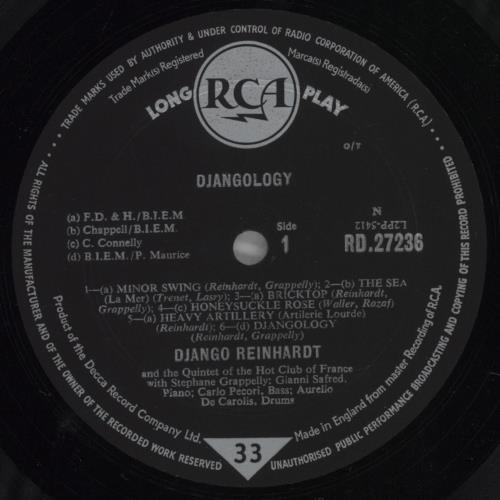 TRADE MARKS USED BY AUTHORITY & UNDER CONTROL OF RADIO CORPORATION OF AMERICA (R.C.A.)
Trade Mark(s) Registered
Marca(s) Registrada(s)
LONG RCA PLAY
O/T
DJANGOLOGY
(a) F.D. & H./B.I.E.M
(b) Chappell/B.I.E.M.
(c) C. Connelly
(d) B.I.E.M./P. Maurice
Side
1
N
L2PP-5412
RD.27236
1—(a) MINOR SWING (Reinhardt, Grappelly); 2—(b) THE SEA
(La Mer) (Trenet, Lasry); 3—(a) BRICKTOP (Reinhardt,
Grappelly); 4—(c) HONEYSUCKLE ROSE (Waller, Razaf)
5—(a) HEAVY ARTILLERY (Artilerie Lourde)
(Reinhardt); 6—(d) DJANGOLOGY
(Reinhardt, Grappelly)
DJANGO REINHARDT
and the Quintet of the Hot Club of France
with Stephane Grappelly; Gianni Safred,
Piano; Carlo Pecori, Bass; Aurelio
De Carolis, Drums
Product of the Decca Record Company Ltd.
Made in England from master Recording of R.C.A.
33
ALL RIGHTS OF THE MANUFACTURER AND OF THE OWNER OF THE RECORDED WORK RESERVED
UNAUTHORISED PUBLIC PERFORMANCE BROADCASTING AND COPYING OF THIS RECORD PROHIBITED